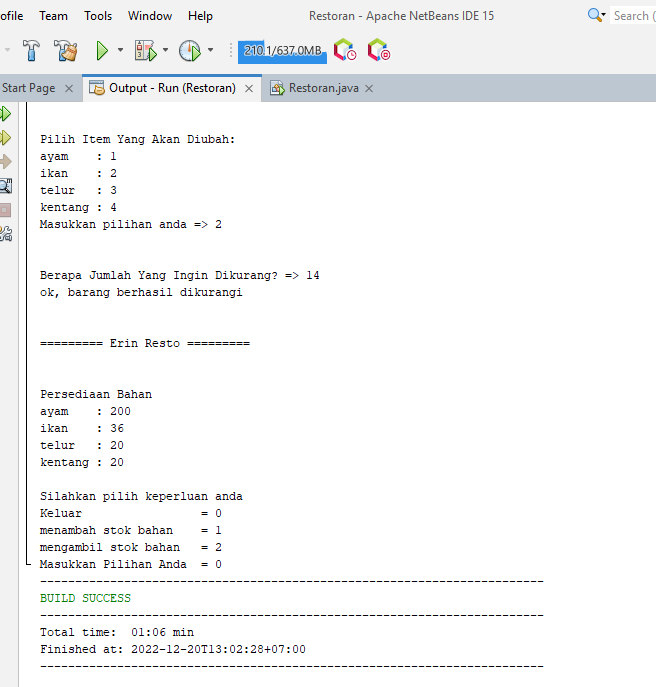 ofile Team Tools Window Help Restoran - Apache NetBeans IDE 15 Search (
210.1/637.0MB
Start Page Output - Run (Restoran) Restoran.java
Pilih Item Yang Akan Diubah:
ayam : 1
ikan : 2
telur : 3
kentang : 4
Masukkan pilihan anda => 2
Berapa Jumlah Yang Ingin Dikurang? => 14
ok, barang berhasil dikurangi
========= Erin Resto =========
Persediaan Bahan
ayam : 200
ikan : 36
telur : 20
kentang : 20
Silahkan pilih keperluan anda
Keluar = 0
menambah stok bahan = 1
mengambil stok bahan = 2
Masukkan Pilihan Anda = 0
------------------------------------------------------------------------
BUILD SUCCESS
------------------------------------------------------------------------
Total time: 01:06 min
Finished at: 2022-12-20T13:02:28+07:00
------------------------------------------------------------------------